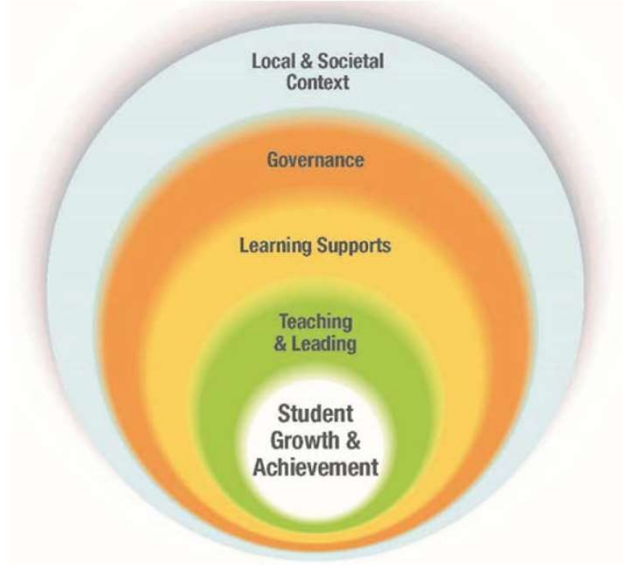 Local & Societal
Context
Governance
Learning Supports
Teaching
& Leading
Student
Growth &
Achievement